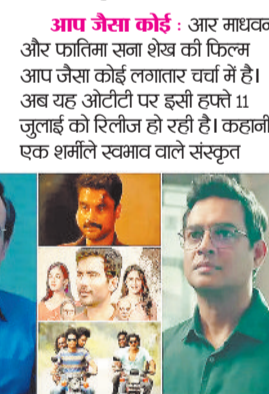 आप जैसा कोई : आर माधवन
और फातिमा सना शेख की फिल्म
आप जैसा कोई लगातार चर्चा में है।
अब यह ओटीटी पर इसी हफ्ते 11
जुलाई को रिलीज हो रही है। कहानी
एक शर्मीले स्वभाव वाले संस्कृत